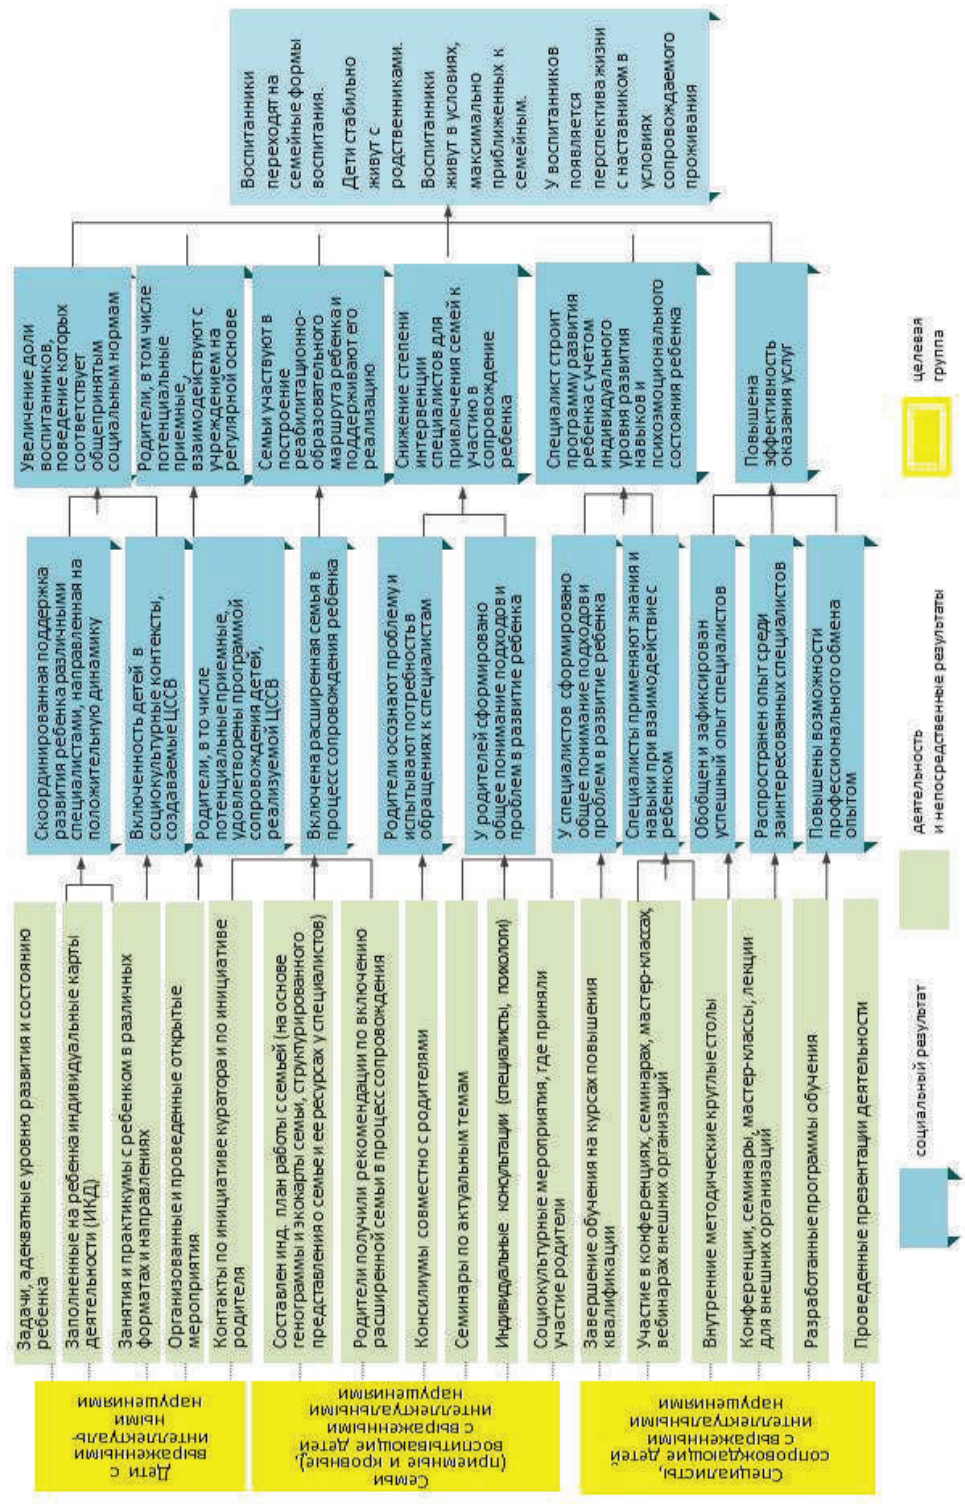 Дети с
выраженными
интеллектуаль-
ными
нарушениями
Семьи
(приемные и кровные),
воспитывающие детей
с выраженными
интеллектуальными
нарушениями
Специалисты,
сопровождающие детей
с выраженными
интеллектуальными
нарушениями
Задачи, адекватные уровню развития и состоянию
ребенка
Заполненные на ребенка индивидуальные карты
деятельности (ИКД)
Занятия и практикумы с ребенком в различных
форматах и направлениях
Организованные и проведенные открытые
мероприятия
Контакты по инициативе куратора и по инициативе
родителя
Составлен инд. план работы с семьей (на основе
генограммы и экокарты семьи, структурированного
представления о семье и ее ресурсах у специалистов)
Родители получили рекомендации по включению
расширенной семьи в процесс сопровождения
Консилиумы совместно с родителями
Семинары по актуальным темам
Индивидуальные консультации (специалисты, психологи)
Социокультурные мероприятия, где приняли
участие родители
Завершение обучения на курсах повышения
квалификации
Участие в конференциях, семинарах, мастер-классах,
вебинарах внешних организаций
Внутренние методические круглые столы
Конференции, семинары, мастер-классы, лекции
для внешних организаций
Разработанные программы обучения
Проведенные презентации деятельности
Скоординированная поддержка
развития ребенка различными
специалистами, направленная на
положительную динамику
Включенность детей в
социокультурные контексты,
создаваемые ЦССВ
Родители, в то числе
потенциальные приемные,
удовлетворены программой
сопровождения детей,
реализуемой ЦССВ
Включена расширенная семья в
процесс сопровождения ребенка
Родители осознают проблему и
испытывают потребность в
обращениях к специалистам
У родителей сформировано
общее понимание подходов и
проблем в развитие ребенка
У специалистов сформировано
общее понимание подходов и
проблем в развитие ребенка
Специалисты применяют знания и
навыки при взаимодействие с
ребенком
Обобщен и зафиксирован
успешный опыт специалистов
Распространен опыт среди
заинтересованных специалистов
Повышены возможности
профессионального обмена
опытом
Увеличение доли
воспитанников,
поведение которых
соответствует
общепринятым
социальным нормам
Родители, в том числе
потенциальные
приемные,
взаимодействуют с
учреждением на
регулярной основе
Семьи участвуют в
построение
реабилитационно-
образовательного
маршрута ребенка и
поддерживают его
реализацию
Снижение степени
интервенции
специалистов для
привлечения семей к
участию в
сопровождение
ребенка
Специалист строит
программу развития
ребенка с учетом
индивидуального
уровня развития
навыков и
психоэмоционального
состояния ребенка
Повышена
эффективность
оказания услуг
Воспитанники
переходят на
семейные формы
воспитания.
Дети стабильно
живут с
родственниками.
Воспитанники
живут в условиях,
максимально
приближенных к
семейным.
У воспитанников
появляется
перспектива жизни
с наставником в
условиях
сопровождаемого
проживания
социальный результат
деятельность
и непосредственные результаты
целевая
группа